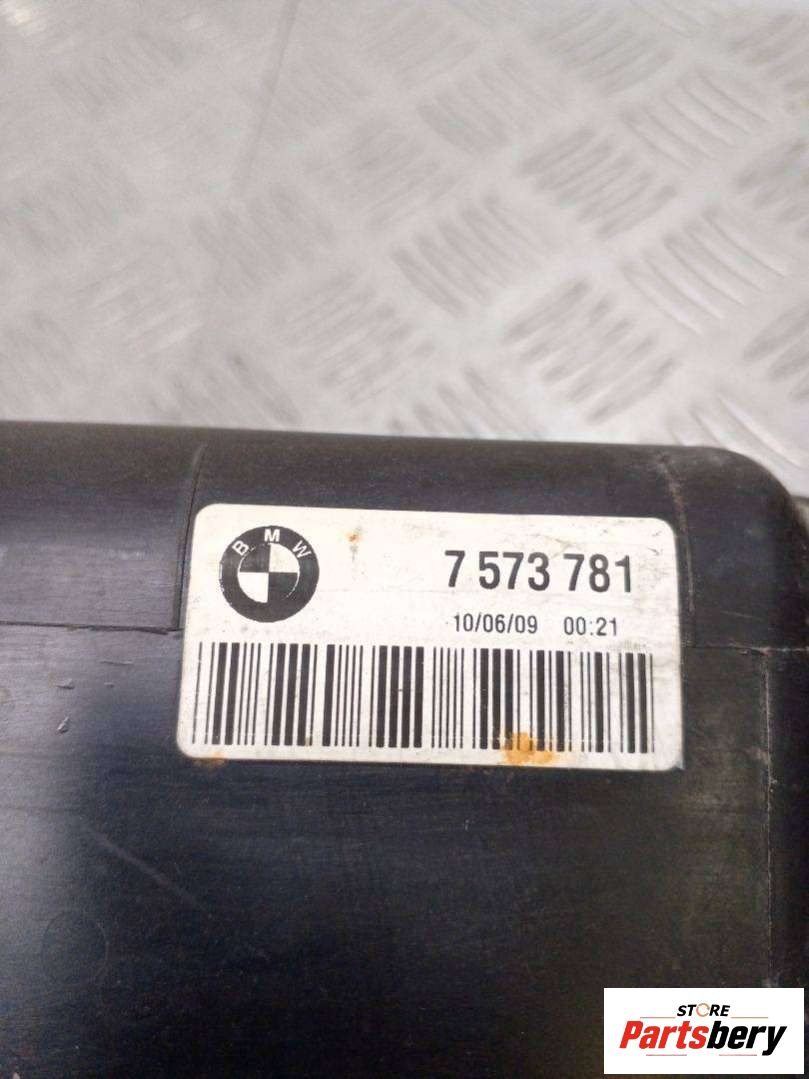 BMW
7 573 781
10/06/09 00:21
STORE
Partsbery